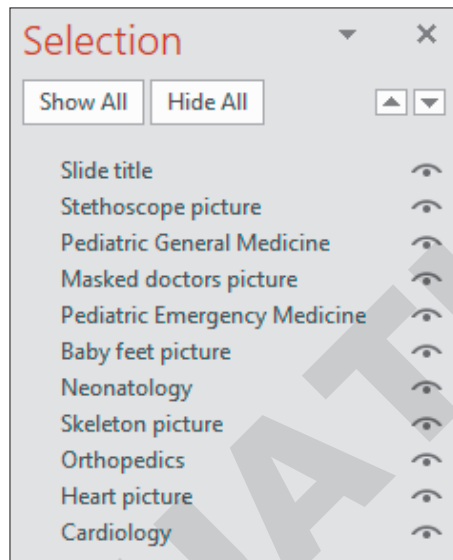 Selection
Show All Hide All
Slide title
Stethoscope picture
Pediatric General Medicine
Masked doctors picture
Pediatric Emergency Medicine
Baby feet picture
Neonatology
Skeleton picture
Orthopedics
Heart picture
Cardiology